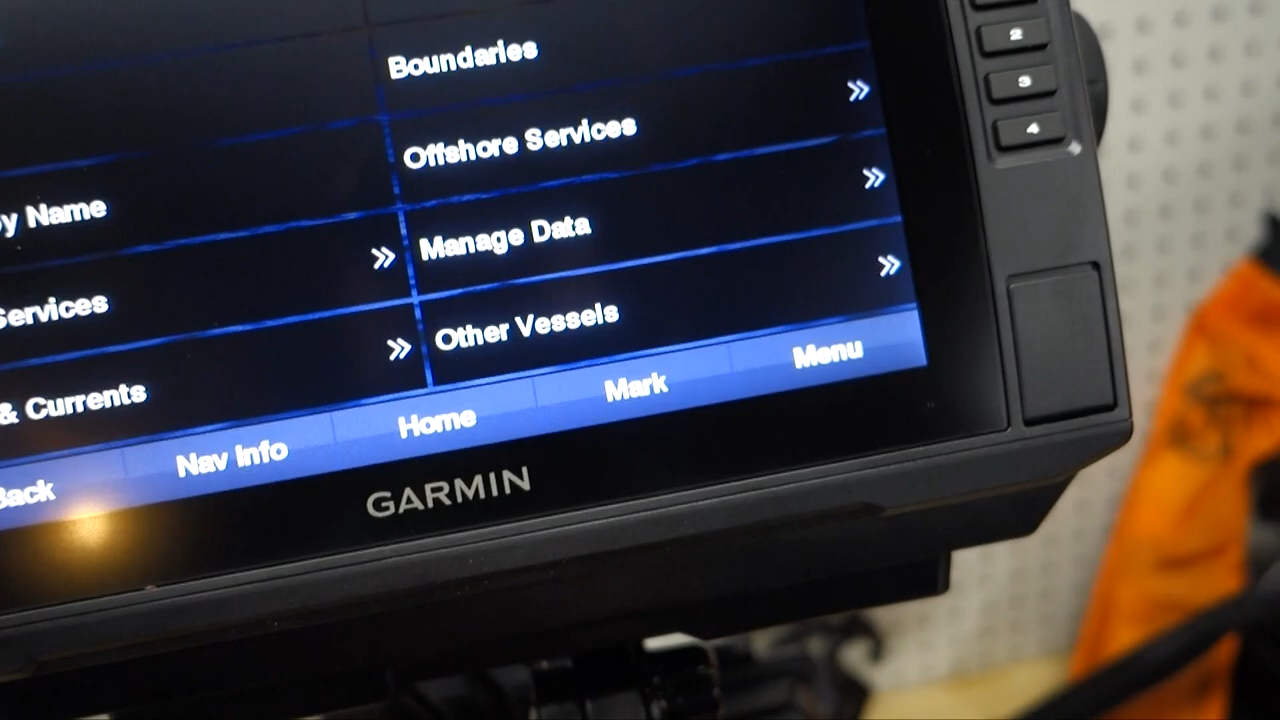 Boundaries
Offshore Services
Manage Data
Other Vessels
by Name
Services
& Currents
Back
Nav Info
Home
Mark
Menu
GARMIN
2
3
4